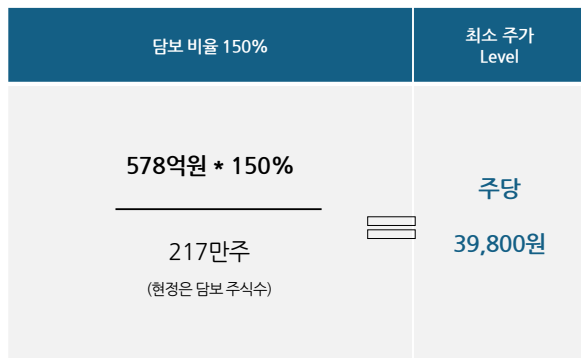 담보 비율 150%
최소 주가
Level
578억원 * 150%
217만주
(현정은 담보 주식수)
주당
39,800원